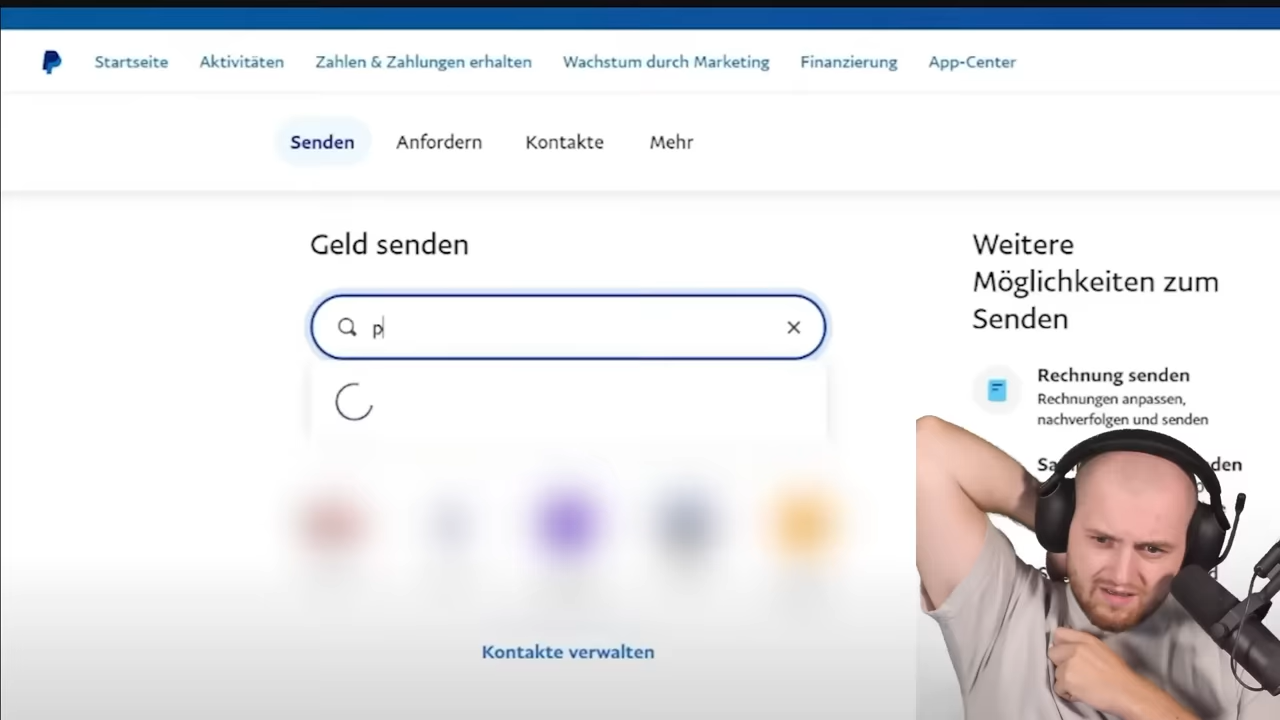 Startseite Aktivitäten Zahlen & Zahlungen erhalten Wachstum durch Marketing Finanzierung App-Center
Senden Anfordern Kontakte Mehr
Geld senden
p
Kontakte verwalten
Weitere
Möglichkeiten zum
Senden
Rechnung senden
Rechnungen anpassen,
nachverfolgen und senden